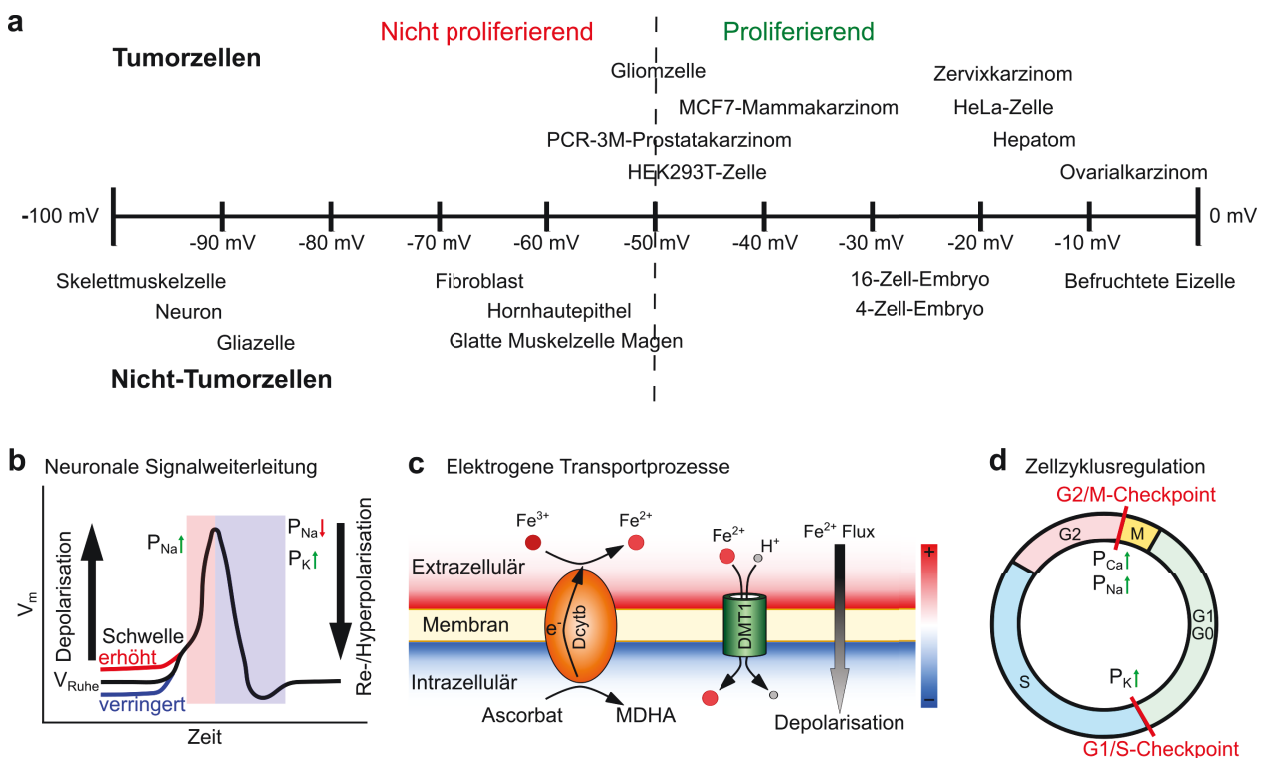 a
Nicht proliferierend
Proliferierend
Tumorzellen
Gliomzelle
Zervixkarzinom
MCF7-Mammakarzinom
HeLa-Zelle
PCR-3M-Prostatakarzinom
Hepatom
HEK293T-Zelle
Ovarialkarzinom
-100 mV
0 mV
-90 mV
-80 mV
-70 mV
-60 mV
-50 mV
-40 mV
-30 mV
-20 mV
-10 mV
Skelettmuskelzelle
Fibroblast
16-Zell-Embryo
Befruchtete Eizelle
Neuron
Hornhautepithel
4-Zell-Embryo
Gliazelle
Glatte Muskelzelle Magen
Nicht-Tumorzellen
b
Neuronale Signalweiterleitung
Vm
Depolarisation
PNa↑
PNa↓
PK↑
Re-/Hyperpolarisation
Schwelle
erhöht
VRuhe
verringert
Zeit
c
Elektrogene Transportprozesse
Fe³⁺
Fe²⁺
Fe²⁺
H⁺
Fe²⁺ Flux
Extrazellulär
Membran
Intrazellulär
e⁻
Dcytb
DMT1
+
−
Ascorbat
MDHA
Depolarisation
d
Zellzyklusregulation
G2/M-Checkpoint
G2
M
PCa↑
PNa↑
G1
G0
S
PK↑
G1/S-Checkpoint